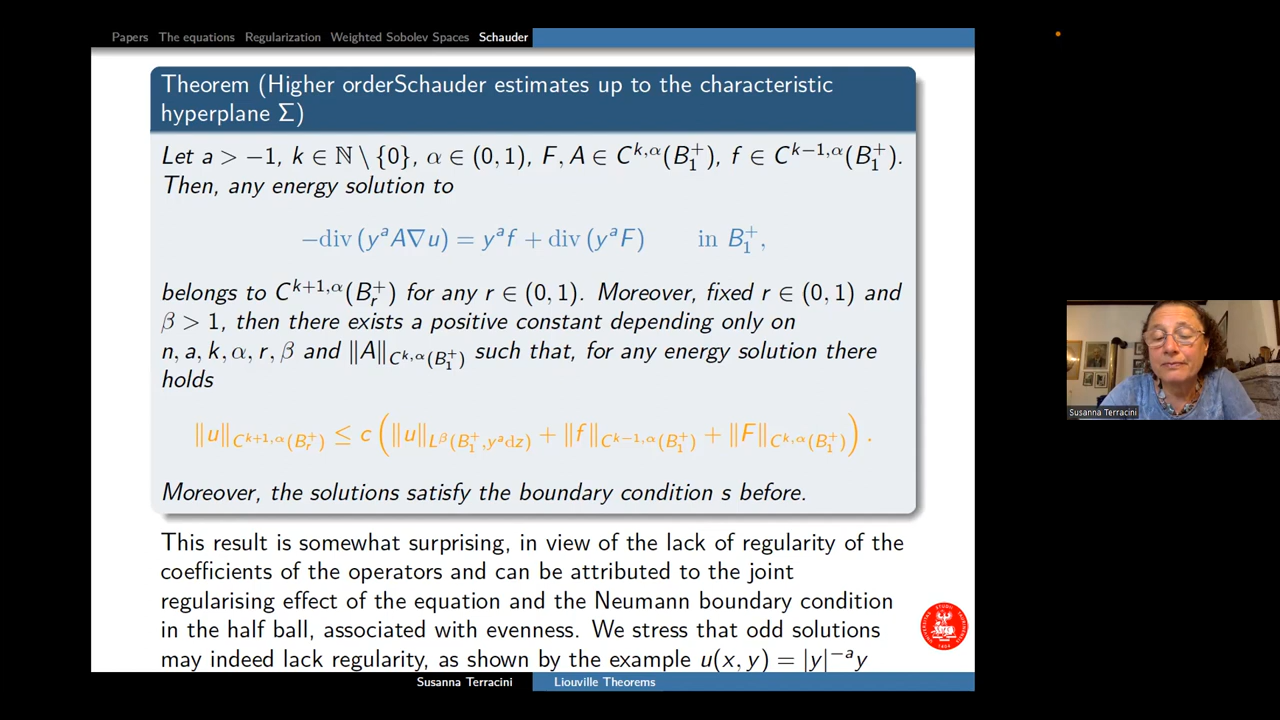 Papers The equations Regularization Weighted Sobolev Spaces Schauder
Theorem (Higher orderSchauder estimates up to the characteristic
hyperplane Σ)
Let a > −1, k ∈ ℕ \ {0}, α ∈ (0, 1), F, A ∈ C^{k,α}(B_1^+), f ∈ C^{k−1,α}(B_1^+).
Then, any energy solution to
−div (y^a A∇u) = y^a f + div (y^a F) in B_1^+,
belongs to C^{k+1,α}(B_r^+) for any r ∈ (0, 1). Moreover, fixed r ∈ (0, 1) and
β > 1, then there exists a positive constant depending only on
n, a, k, α, r, β and ‖A‖_{C^{k,α}(B_1^+)} such that, for any energy solution there
holds
‖u‖_{C^{k+1,α}(B_r^+)} ≤ c (‖u‖_{L^β(B_1^+, y^a dz)} + ‖f‖_{C^{k−1,α}(B_1^+)} + ‖F‖_{C^{k,α}(B_1^+)}) .
Moreover, the solutions satisfy the boundary condition s before.
This result is somewhat surprising, in view of the lack of regularity of the
coefficients of the operators and can be attributed to the joint
regularising effect of the equation and the Neumann boundary condition
in the half ball, associated with evenness. We stress that odd solutions
may indeed lack regularity, as shown by the example u(x, y) = |y|^{−a}y
Susanna Terracini Liouville Theorems
Susanna Terracini